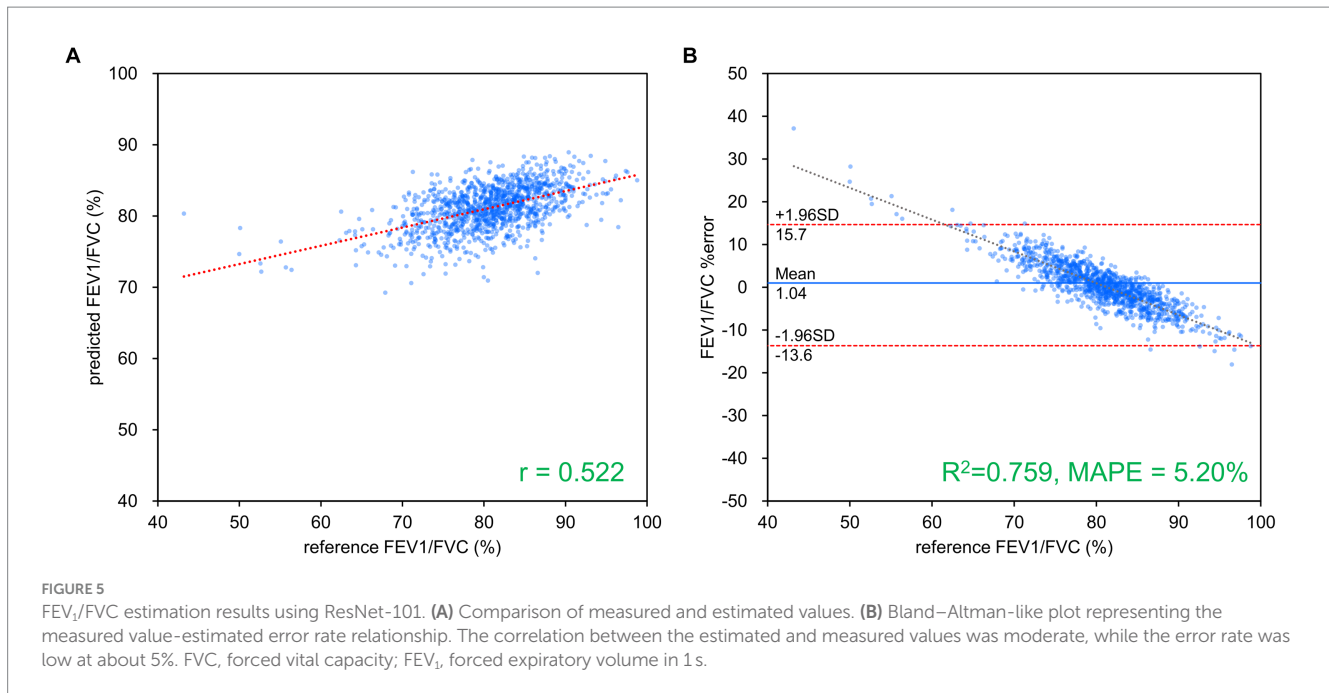 A
predicted FEV1/FVC (%)
100
90
80
70
60
50
40
40 50 60 70 80 90 100
reference FEV1/FVC (%)
r = 0.522
B
FEV1/FVC %error
50
40
30
20
10
0
-10
-20
-30
-40
-50
+1.96SD
15.7
Mean
1.04
-1.96SD
-13.6
R²=0.759, MAPE = 5.20%
40 50 60 70 80 90 100
reference FEV1/FVC (%)
FIGURE 5
FEV₁/FVC estimation results using ResNet-101. (A) Comparison of measured and estimated values. (B) Bland–Altman-like plot representing the
measured value-estimated error rate relationship. The correlation between the estimated and measured values was moderate, while the error rate was
low at about 5%. FVC, forced vital capacity; FEV₁, forced expiratory volume in 1 s.